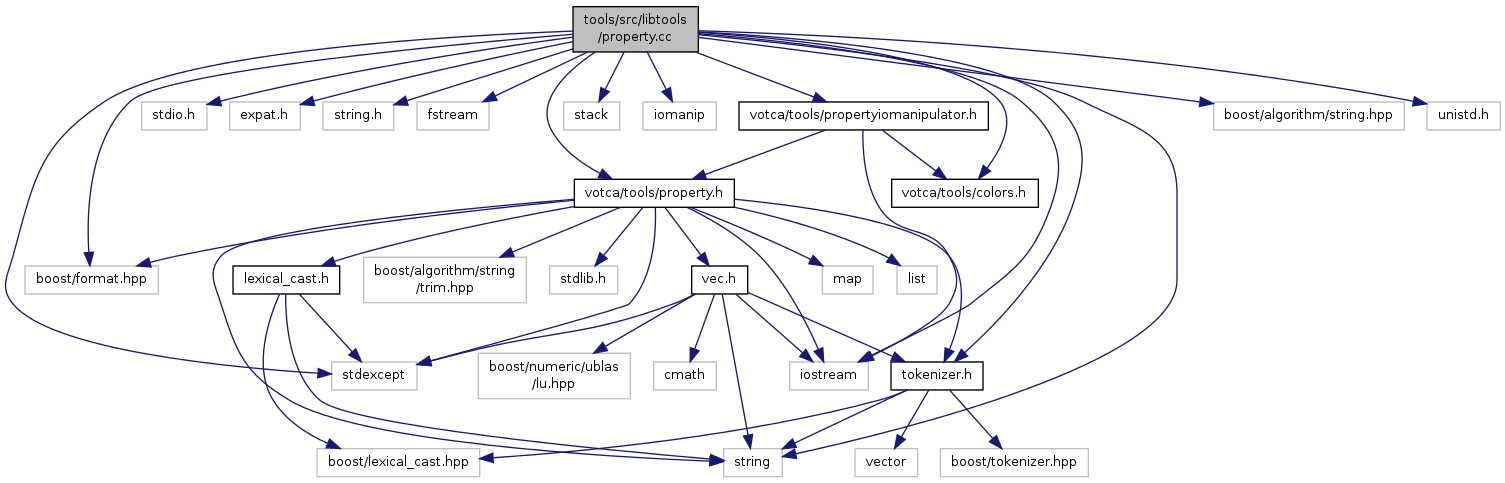 tools/src/libtools
/property.cc
stdio.h
expat.h
string.h
fstream
stack
iomanip
votca/tools/propertyiomanipulator.h
boost/algorithm/string.hpp
unistd.h
votca/tools/property.h
votca/tools/colors.h
boost/format.hpp
lexical_cast.h
boost/algorithm/string
/trim.hpp
stdlib.h
vec.h
map
list
stdexcept
boost/numeric/ublas
/lu.hpp
cmath
iostream
tokenizer.h
boost/lexical_cast.hpp
string
vector
boost/tokenizer.hpp